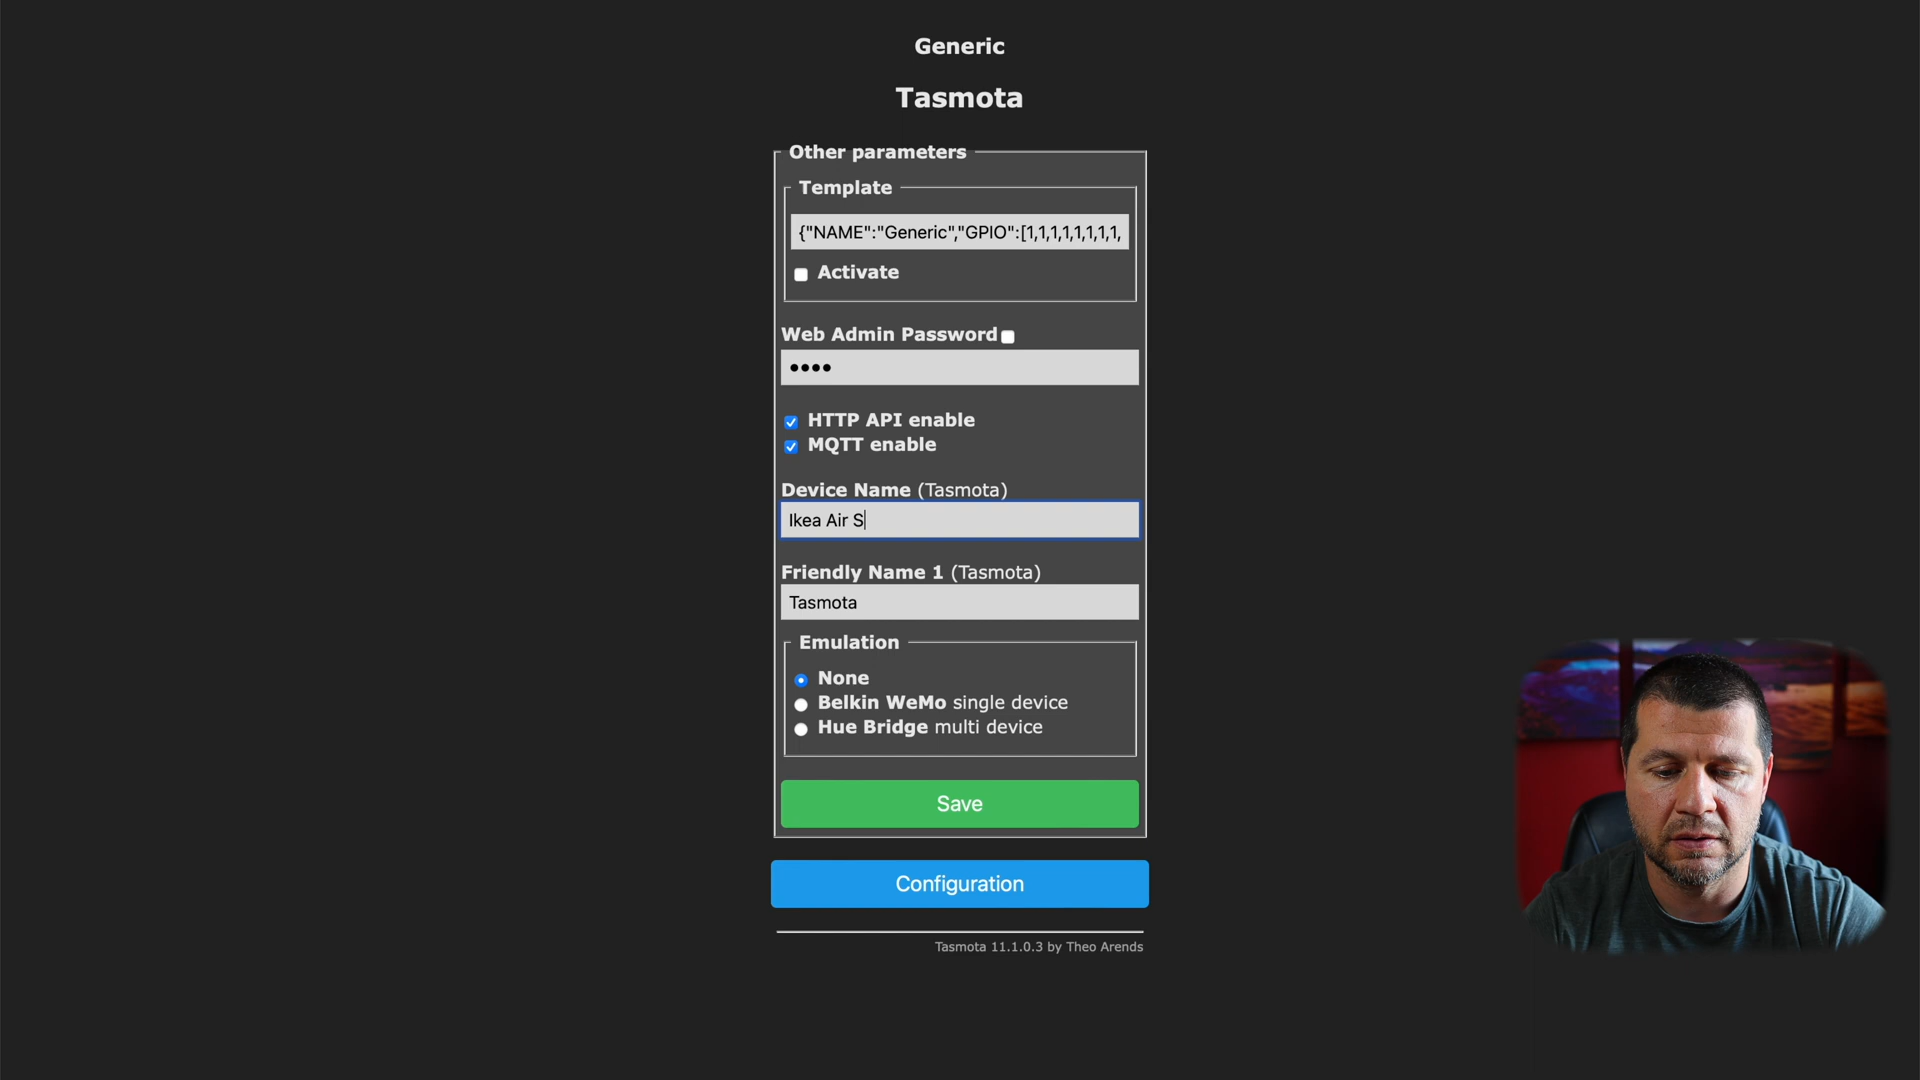 Generic
Tasmota
Other parameters
Template
{"NAME":"Generic","GPIO":[1,1,1,1,1,1,1,1,
Activate
Web Admin Password
••••
HTTP API enable
MQTT enable
Device Name (Tasmota)
Ikea Air S
Friendly Name 1 (Tasmota)
Tasmota
Emulation
None
Belkin WeMo single device
Hue Bridge multi device
Save
Configuration
Tasmota 11.1.0.3 by Theo Arends